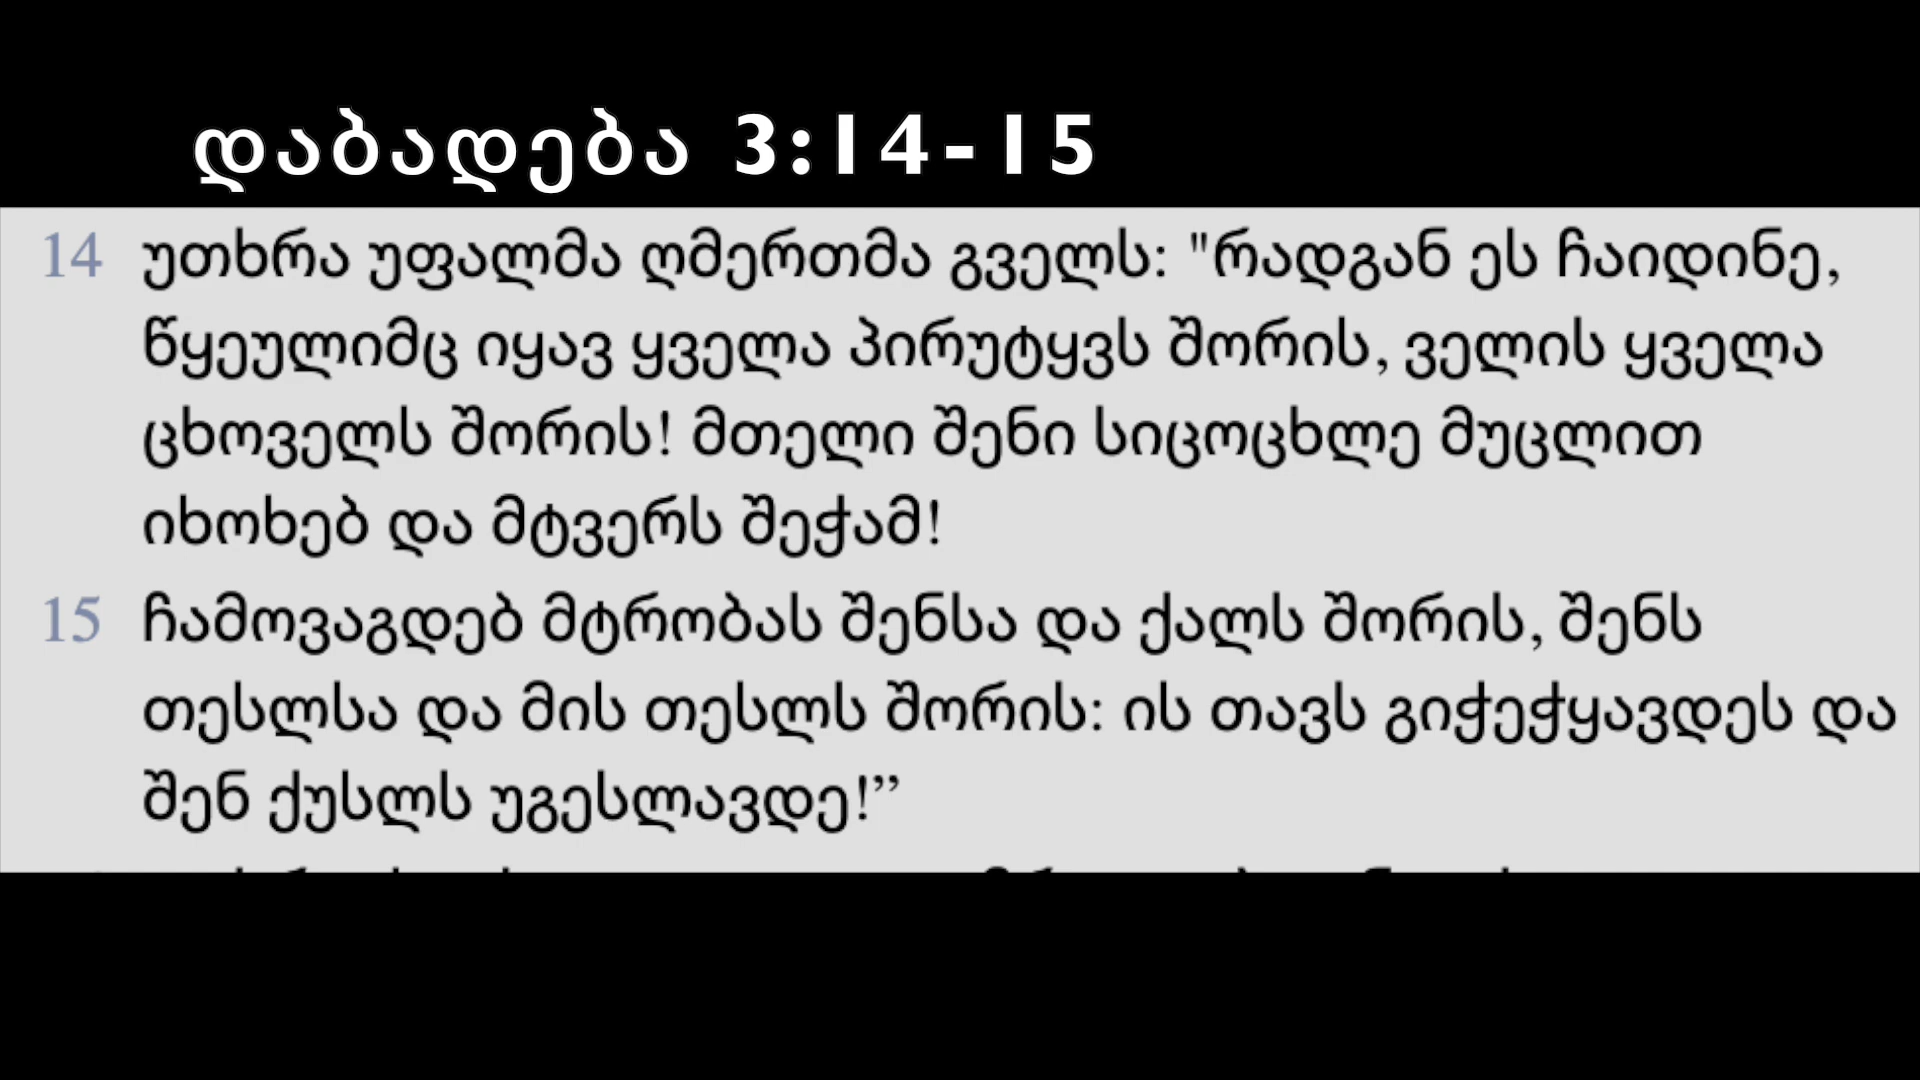 დაბადება 3:14-15
14 უთხრა უფალმა ღმერთმა გველს: "რადგან ეს ჩაიდინე,
წყეულიმც იყავ ყველა პირუტყვს შორის, ველის ყველა
ცხოველს შორის! მთელი შენი სიცოცხლე მუცლით
იხოხებ და მტვერს შეჭამ!
15 ჩამოვაგდებ მტრობას შენსა და ქალს შორის, შენს
თესლსა და მის თესლს შორის: ის თავს გიჭეჭყავდეს და
შენ ქუსლს უგესლავდე!”